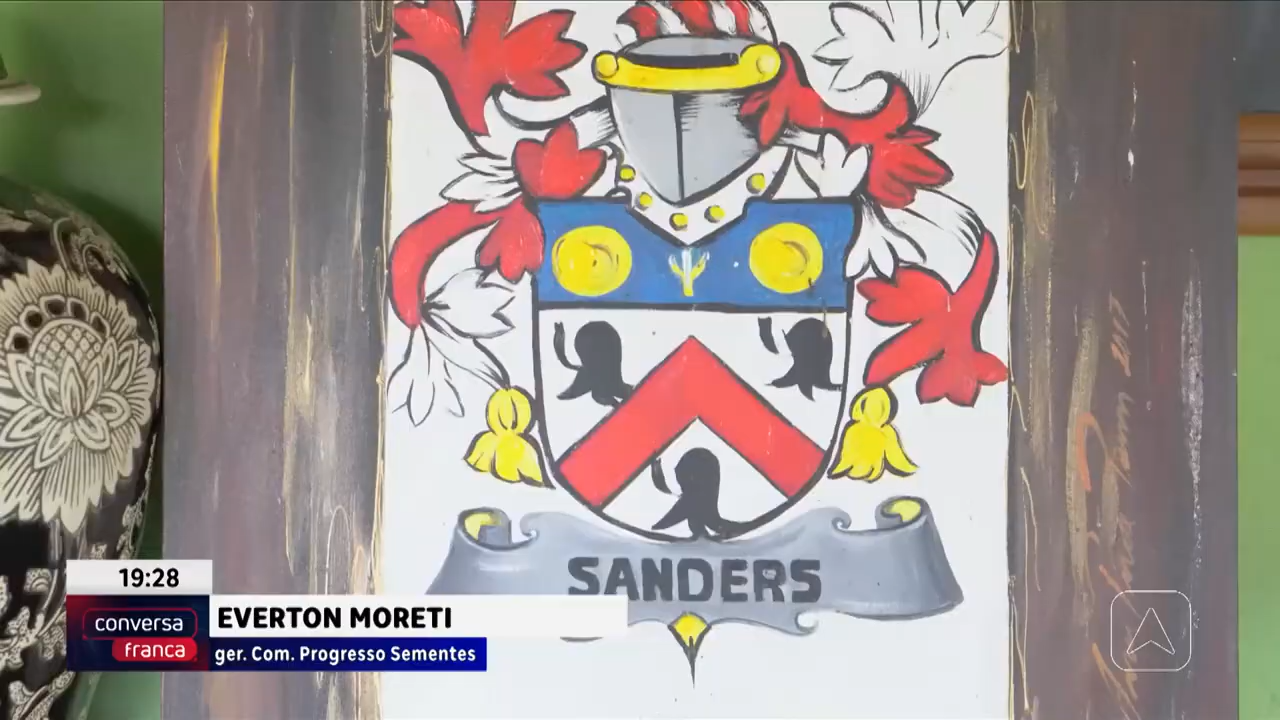 SANDERS
19:28
conversa
franca
EVERTON MORETI
ger. Com. Progresso Sementes